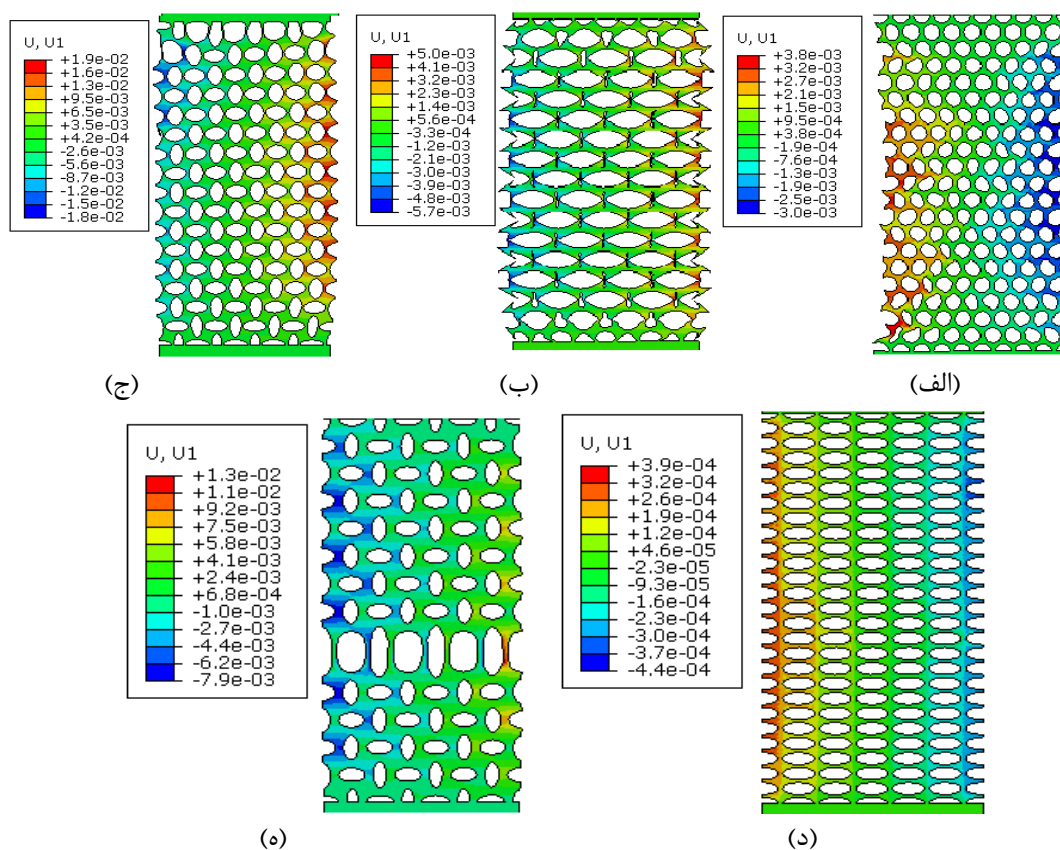 U, U1
+1.9e-02
+1.6e-02
+1.3e-02
+9.5e-03
+6.5e-03
+3.5e-03
+4.2e-04
-2.6e-03
-5.6e-03
-8.7e-03
-1.2e-02
-1.5e-02
-1.8e-02
(ج)
U, U1
+5.0e-03
+4.1e-03
+3.2e-03
+2.3e-03
+1.4e-03
+5.6e-04
-3.3e-04
-1.2e-03
-2.1e-03
-3.0e-03
-3.9e-03
-4.8e-03
-5.7e-03
(ب)
U, U1
+3.8e-03
+3.2e-03
+2.7e-03
+2.1e-03
+1.5e-03
+9.5e-04
+3.8e-04
-1.9e-04
-7.6e-04
-1.3e-03
-1.9e-03
-2.5e-03
-3.0e-03
(الف)
U, U1
+1.3e-02
+1.1e-02
+9.2e-03
+7.5e-03
+5.8e-03
+4.1e-03
+2.4e-03
+6.8e-04
-1.0e-03
-2.7e-03
-4.4e-03
-6.2e-03
-7.9e-03
(ه)
U, U1
+3.9e-04
+3.2e-04
+2.6e-04
+1.9e-04
+1.2e-04
+4.6e-05
-2.3e-05
-9.3e-05
-1.6e-04
-2.3e-04
-3.0e-04
-3.7e-04
-4.4e-04
(د)